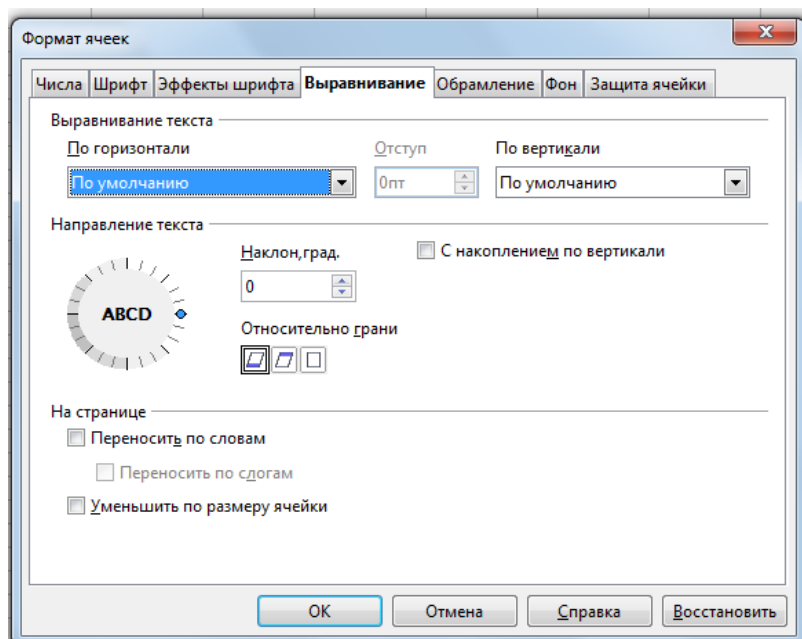 Формат ячеек
Числа Шрифт Эффекты шрифта Выравнивание Обрамление Фон Защита ячейки
Выравнивание текста
По горизонтали Отступ По вертикали
По умолчанию 0пт По умолчанию
Направление текста
Наклон,град. С накоплением по вертикали
0
ABCD
Относительно грани
На странице
Переносить по словам
Переносить по слогам
Уменьшить по размеру ячейки
ОК Отмена Справка Восстановить